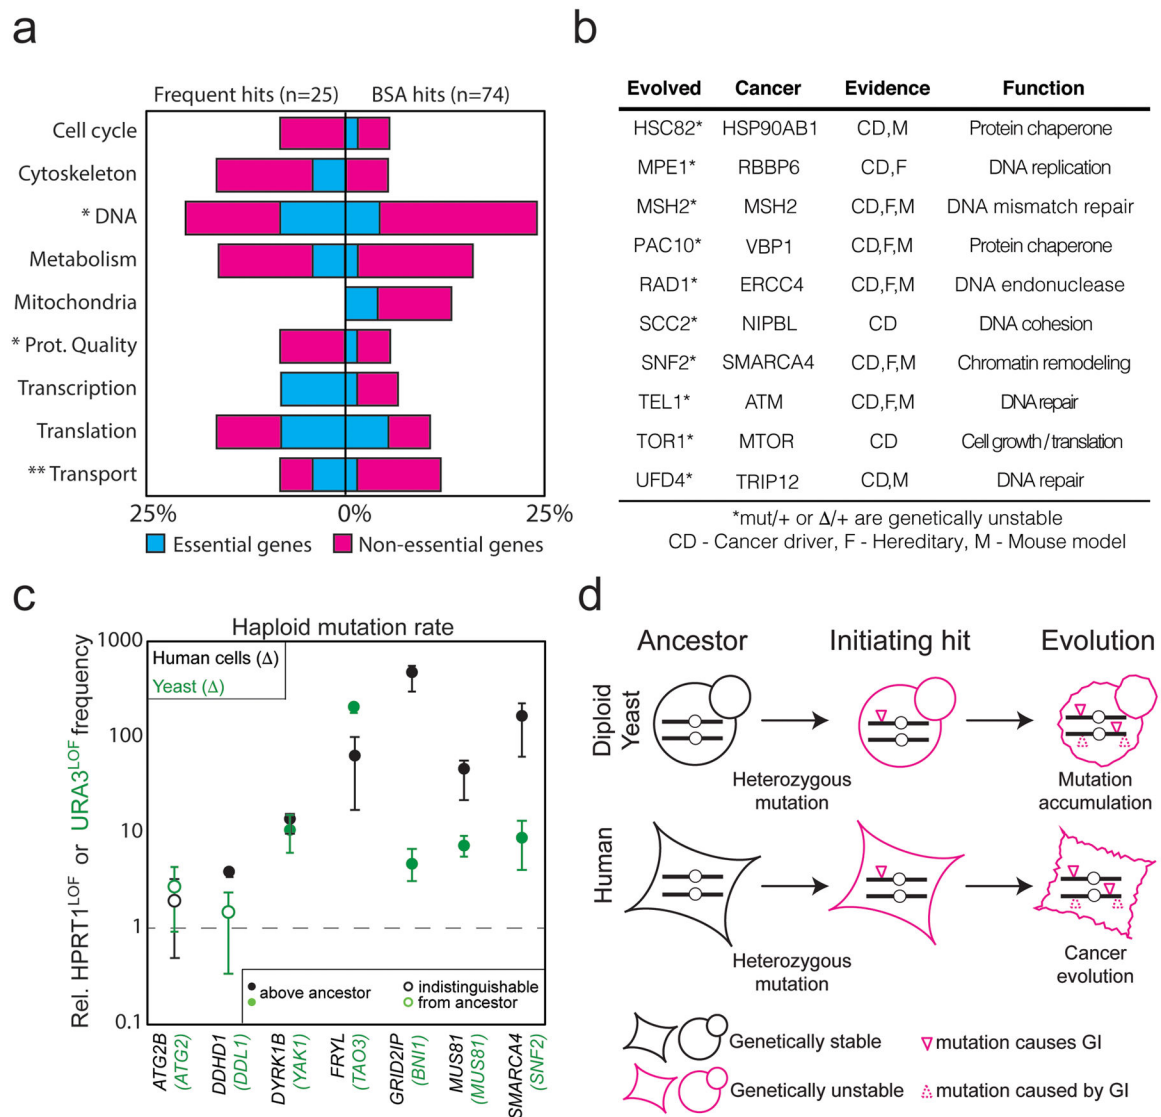 a
Frequent hits (n=25) BSA hits (n=74)
Cell cycle
Cytoskeleton
* DNA
Metabolism
Mitochondria
* Prot. Quality
Transcription
Translation
** Transport
25% 0% 25%
Essential genes Non-essential genes
b
Evolved Cancer Evidence Function
HSC82* HSP90AB1 CD,M Protein chaperone
MPE1* RBBP6 CD,F DNA replication
MSH2* MSH2 CD,F,M DNA mismatch repair
PAC10* VBP1 CD,F,M Protein chaperone
RAD1* ERCC4 CD,F,M DNA endonuclease
SCC2* NIPBL CD DNA cohesion
SNF2* SMARCA4 CD,F,M Chromatin remodeling
TEL1* ATM CD,F,M DNA repair
TOR1* MTOR CD Cell growth / translation
UFD4* TRIP12 CD,M DNA repair
*mut/+ or Δ/+ are genetically unstable
CD - Cancer driver, F - Hereditary, M - Mouse model
c
Haploid mutation rate
Rel. HPRT1LOF or URA3LOF frequency
1000
100
10
1
0.1
Human cells (Δ)
Yeast (Δ)
above ancestor
indistinguishable
from ancestor
ATG2B
(ATG2)
DDHD1
(DDL1)
DYRK1B
(YAK1)
FRYL
(TAO3)
GRID2IP
(BNI1)
MUS81
(MUS81)
SMARCA4
(SNF2)
d
Ancestor Initiating hit Evolution
Diploid
Yeast
Heterozygous
mutation
Mutation
accumulation
Human
Heterozygous
mutation
Cancer
evolution
Genetically stable mutation causes GI
Genetically unstable mutation caused by GI